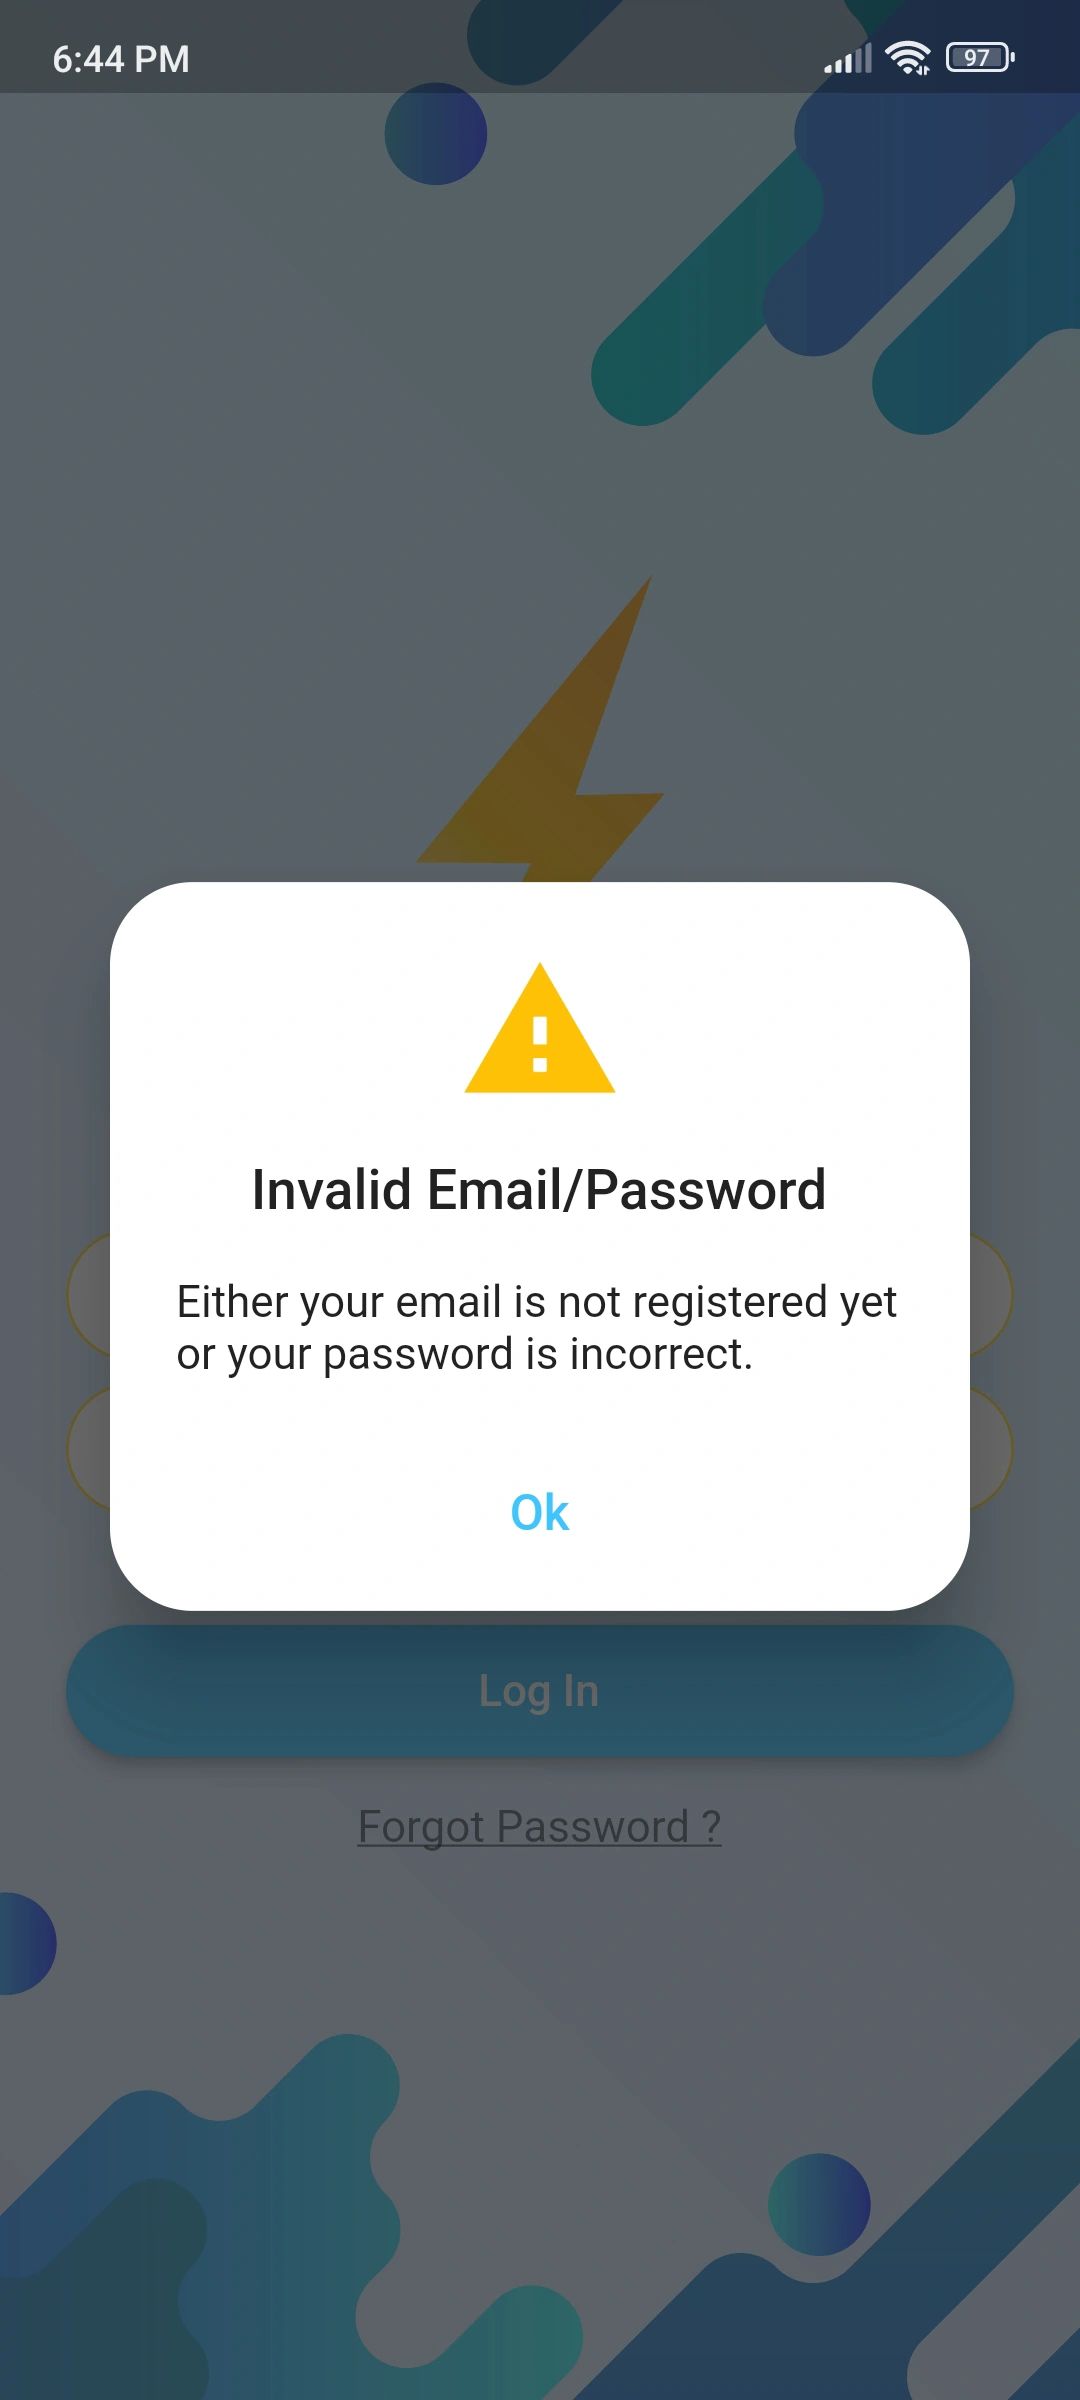 6:44 PM
97
Invalid Email/Password
Either your email is not registered yet
or your password is incorrect.
Ok
Log In
Forgot Password ?